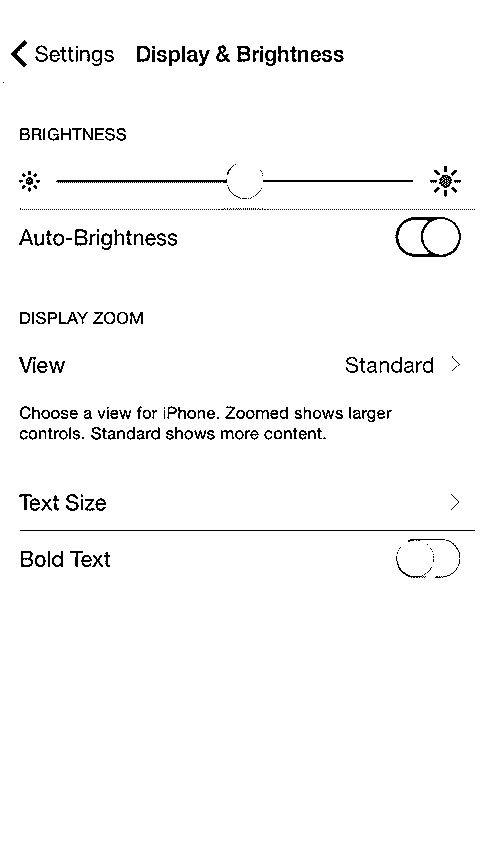 Settings Display & Brightness
BRIGHTNESS
Auto-Brightness
DISPLAY ZOOM
View Standard
Choose a view for iPhone. Zoomed shows larger
controls. Standard shows more content.
Text Size
Bold Text